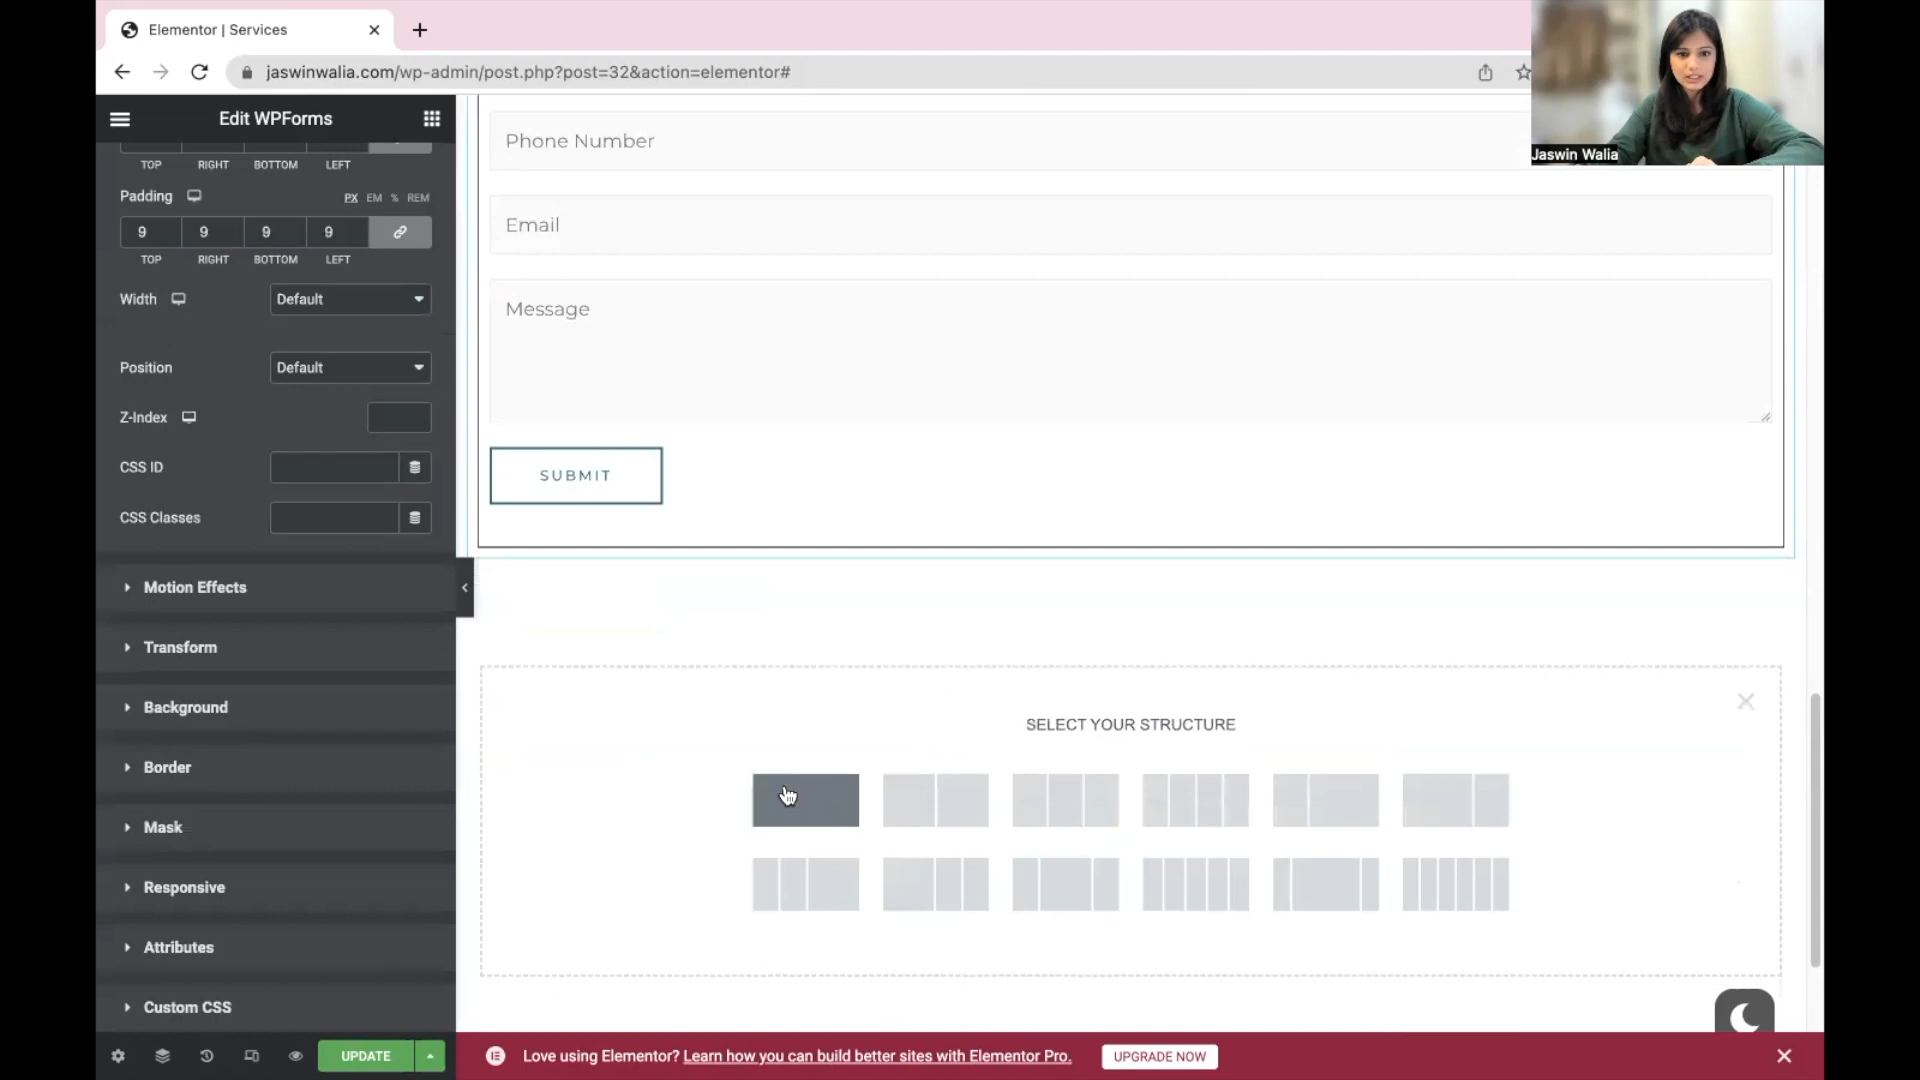 Elementor | Services
jaswinwalia.com/wp-admin/post.php?post=32&action=elementor#
Jaswin Walia
Edit WPForms
TOP RIGHT BOTTOM LEFT
Padding PX EM % REM
9 9 9 9
TOP RIGHT BOTTOM LEFT
Width Default
Position Default
Z-Index
CSS ID
CSS Classes
Motion Effects
Transform
Background
Border
Mask
Responsive
Attributes
Custom CSS
UPDATE
Phone Number
Email
Message
SUBMIT
SELECT YOUR STRUCTURE
Love using Elementor? Learn how you can build better sites with Elementor Pro. UPGRADE NOW